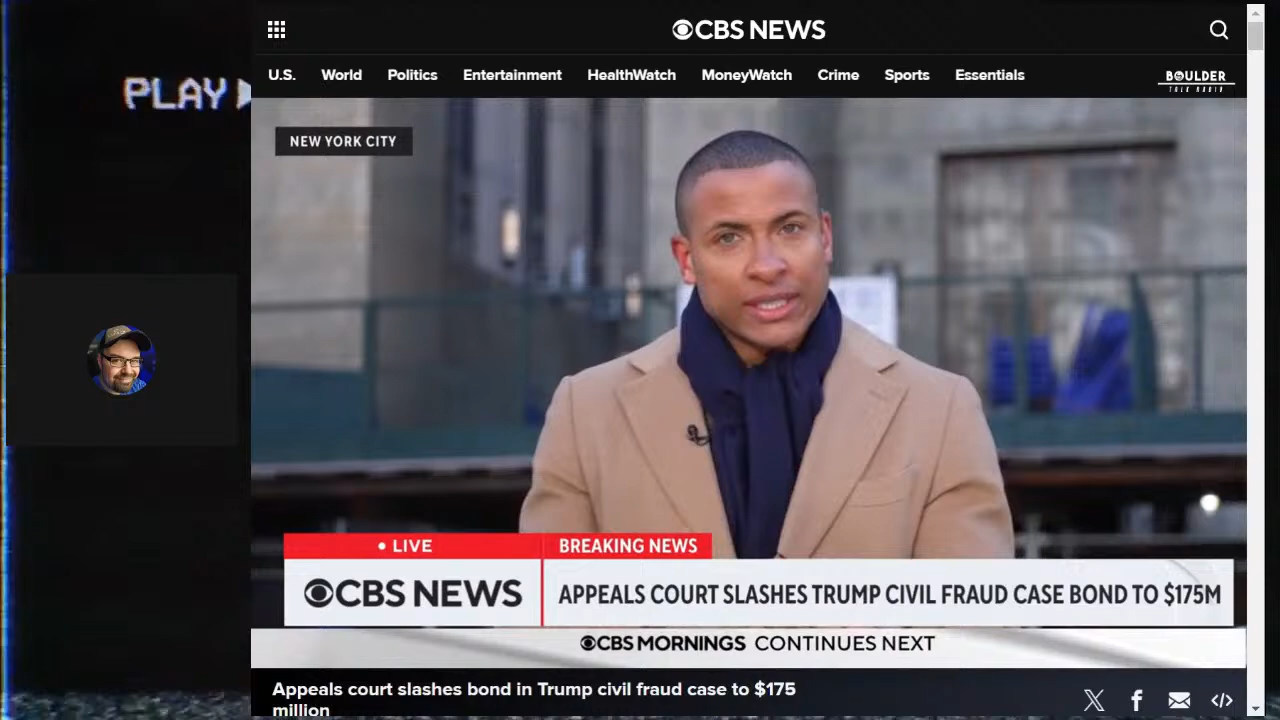 PLAY
CBS NEWS
U.S. World Politics Entertainment HealthWatch MoneyWatch Crime Sports Essentials
BOULDER
TALK RADIO
NEW YORK CITY
LIVE BREAKING NEWS
CBS NEWS APPEALS COURT SLASHES TRUMP CIVIL FRAUD CASE BOND TO $175M
CBS MORNINGS CONTINUES NEXT
Appeals court slashes bond in Trump civil fraud case to $175
million